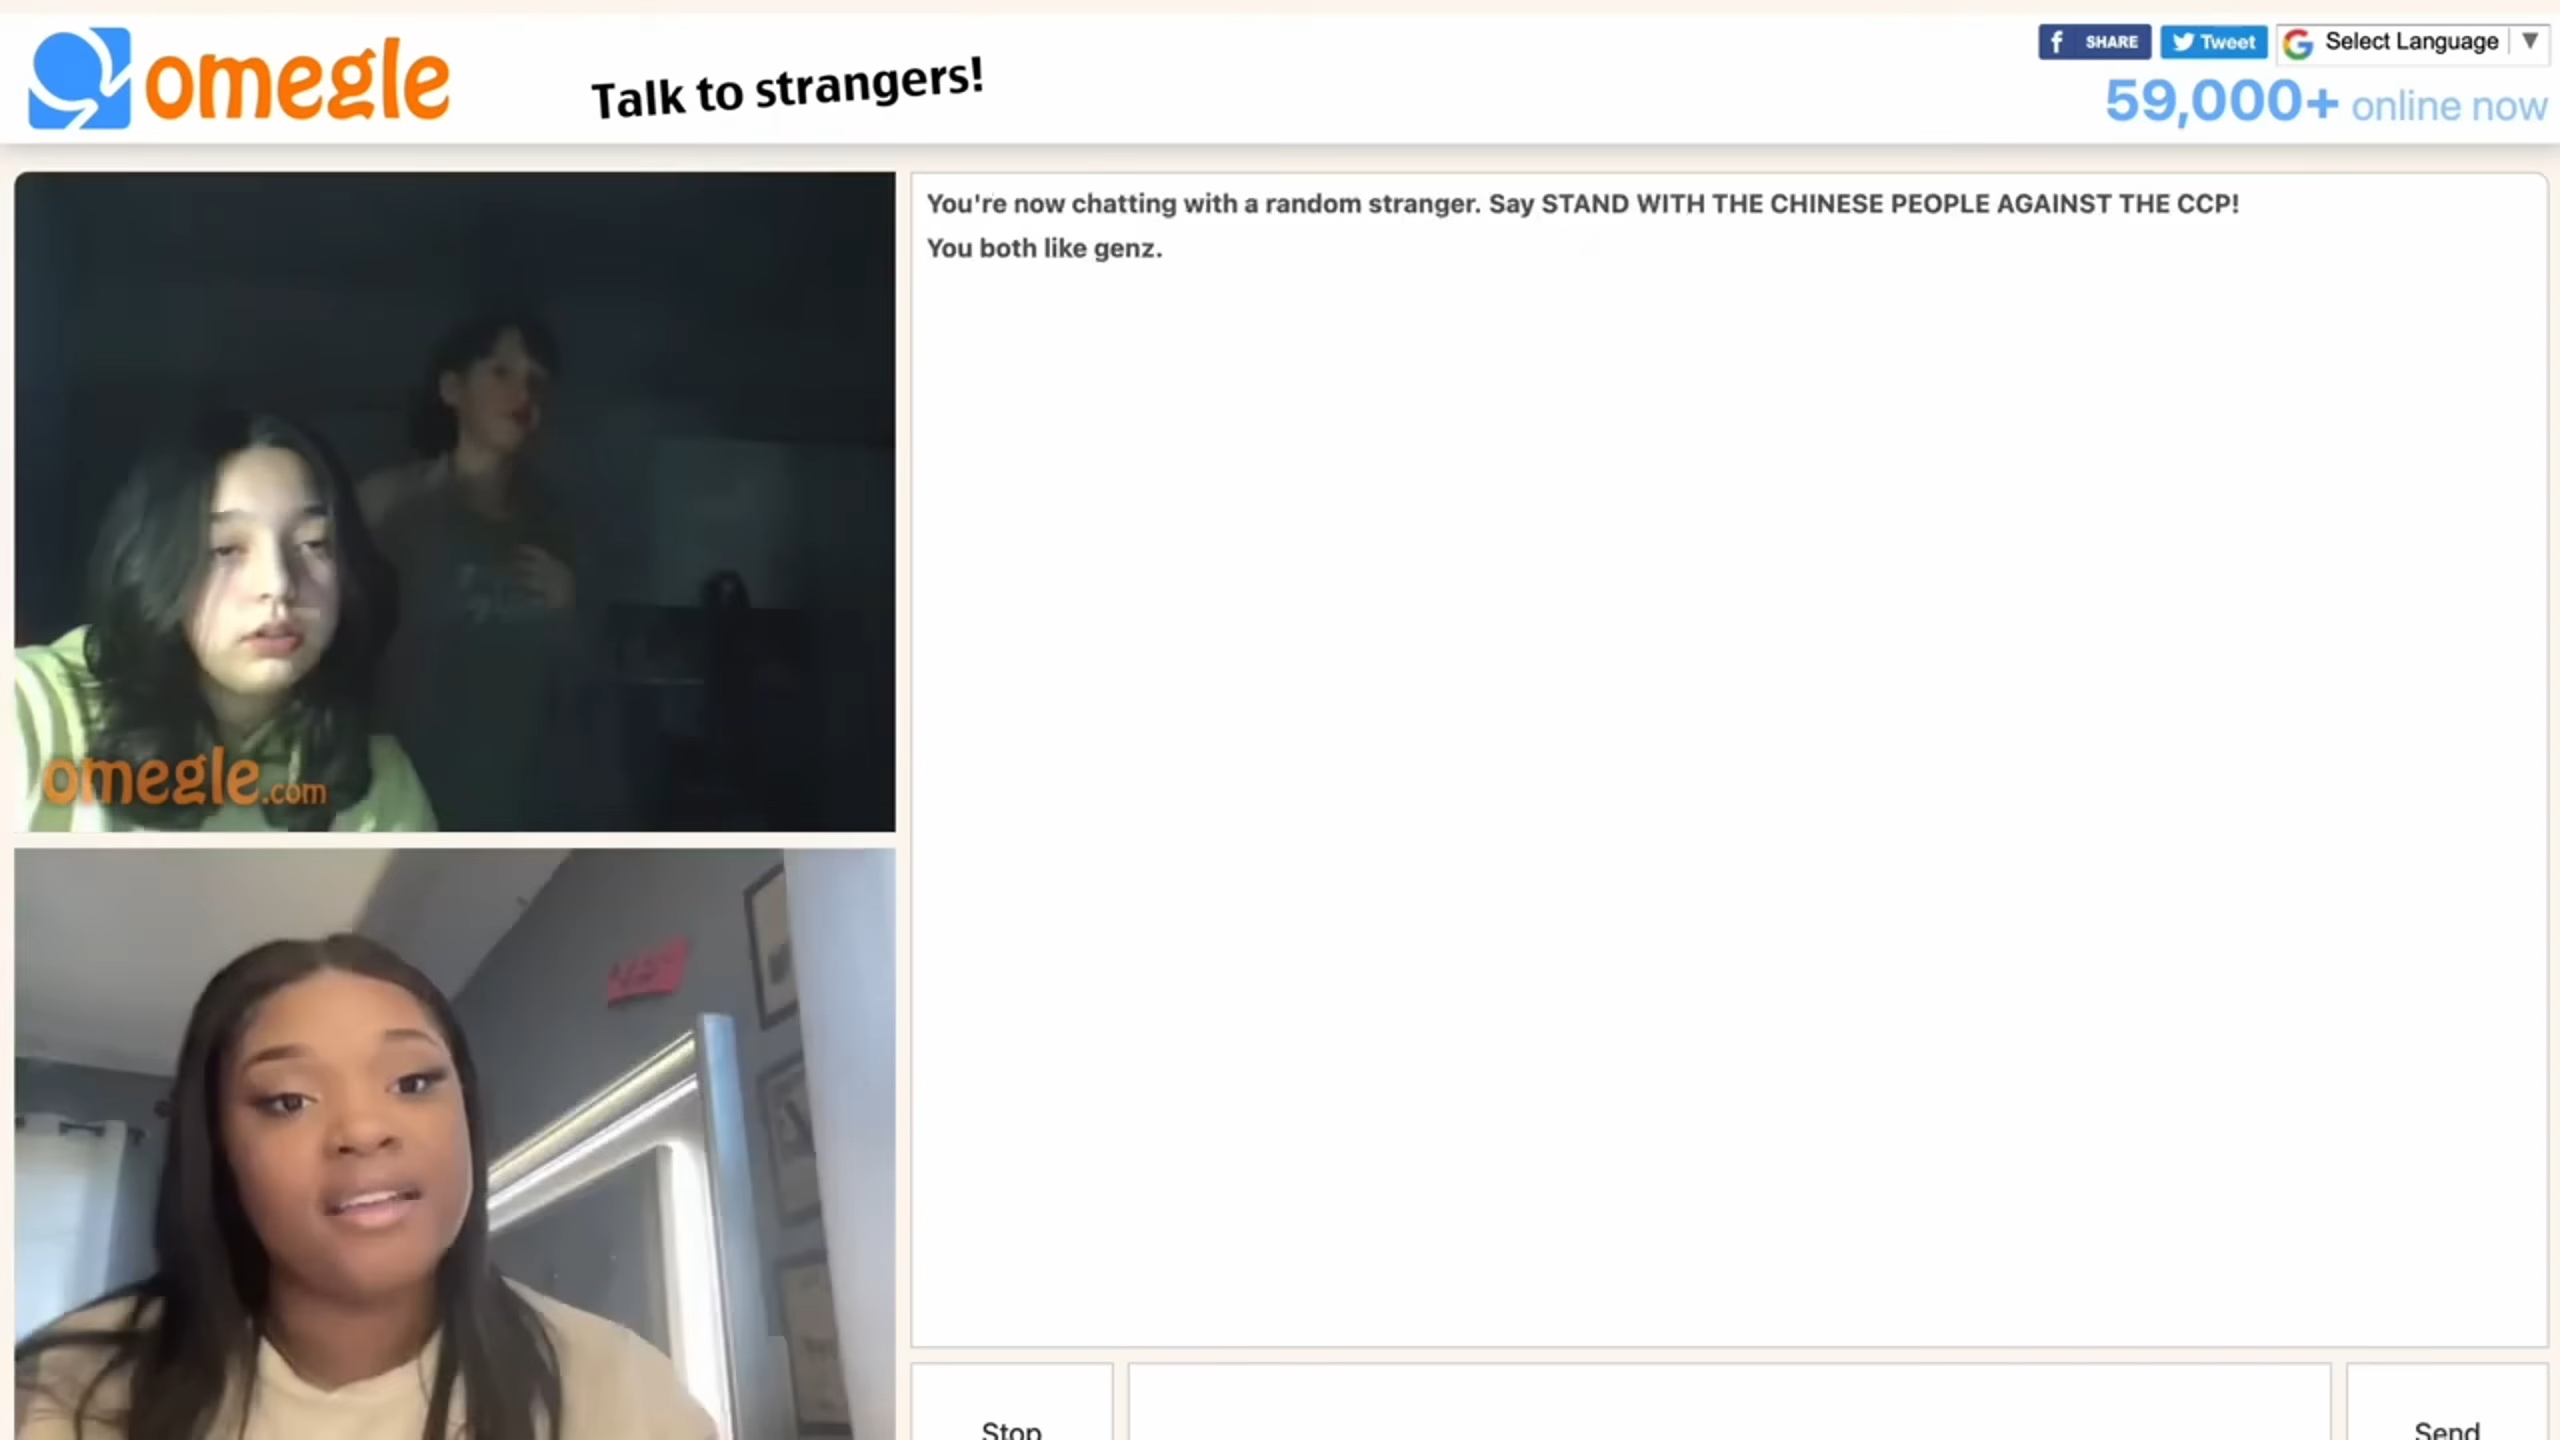 omegle
Talk to strangers!
f SHARE
Tweet
G Select Language ▼
59,000+ online now
You're now chatting with a random stranger. Say STAND WITH THE CHINESE PEOPLE AGAINST THE CCP!
You both like genz.
omegle.com
Stop
Send